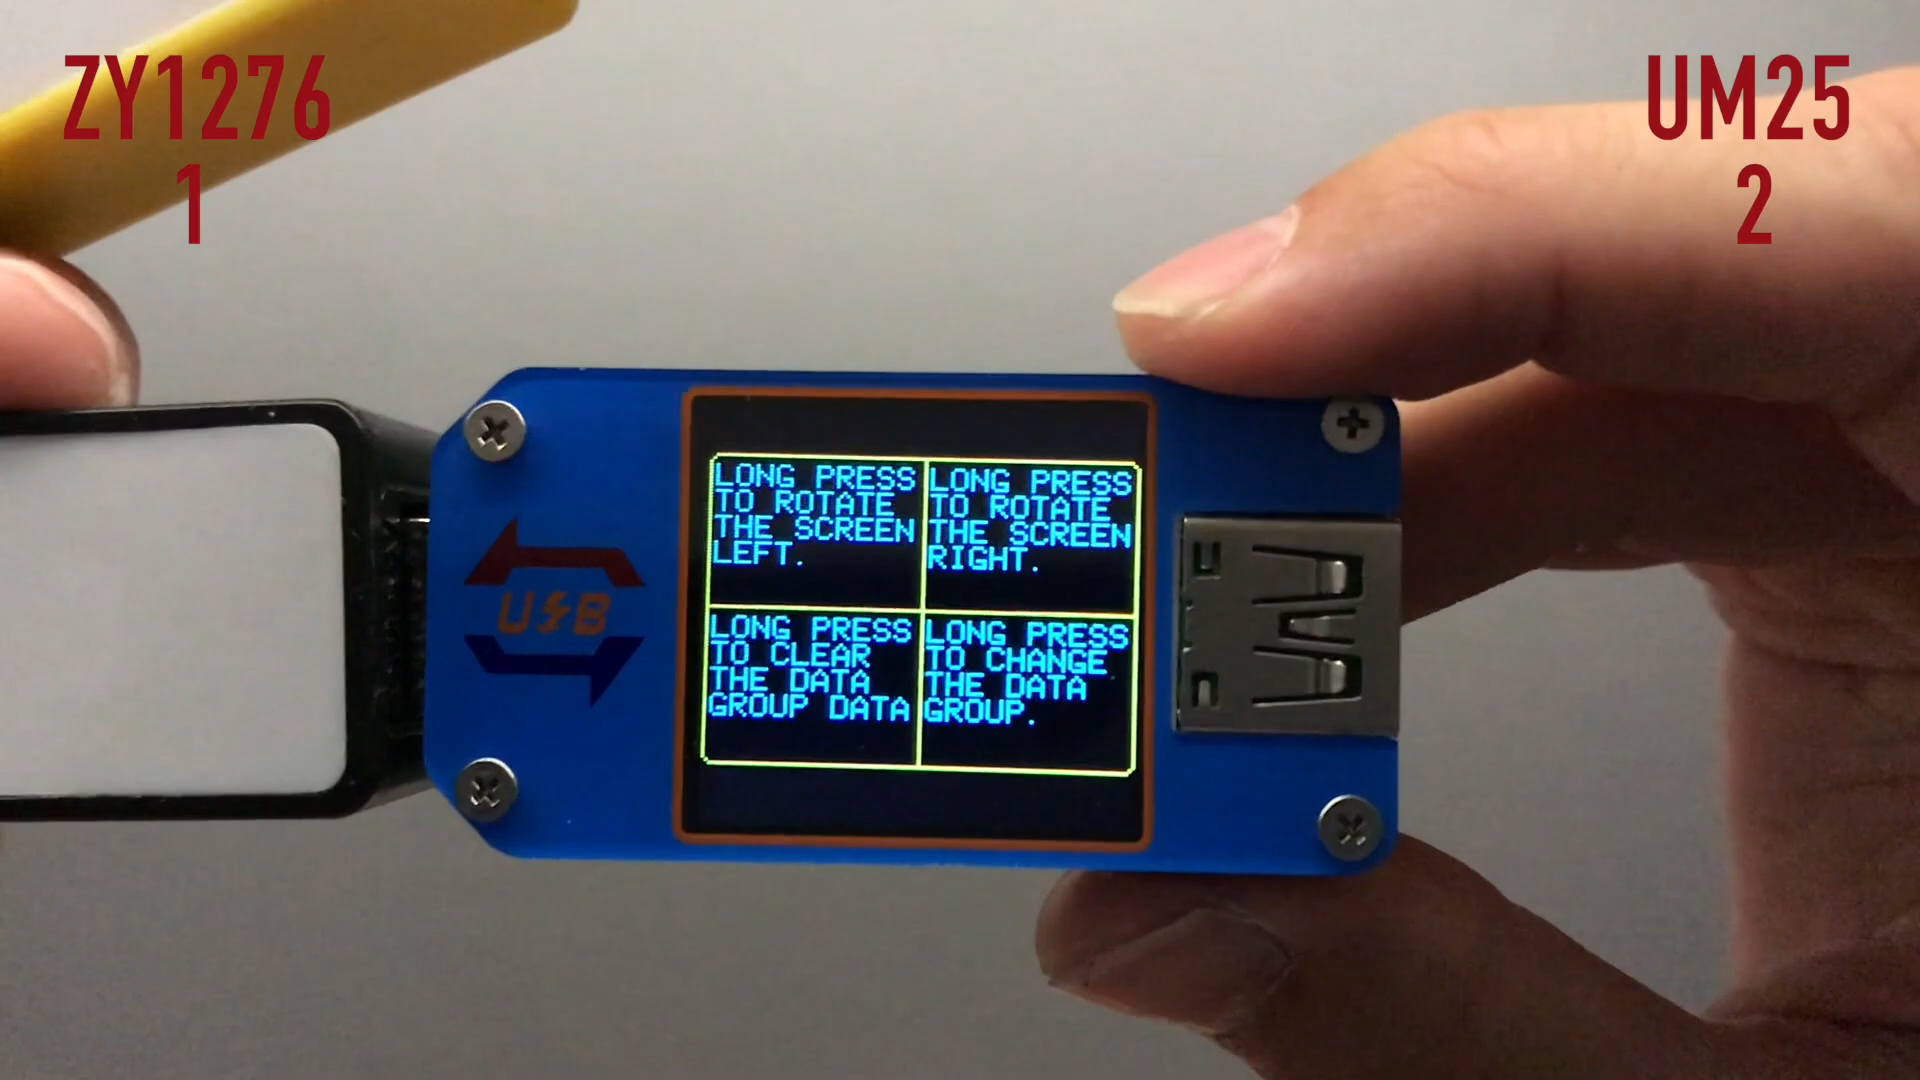 ZY1276
1
UM25
2
USB
LONG PRESS
TO ROTATE
THE SCREEN
LEFT.
LONG PRESS
TO ROTATE
THE SCREEN
RIGHT.
LONG PRESS
TO CLEAR
THE DATA
GROUP DATA
LONG PRESS
TO CHANGE
THE DATA
GROUP.